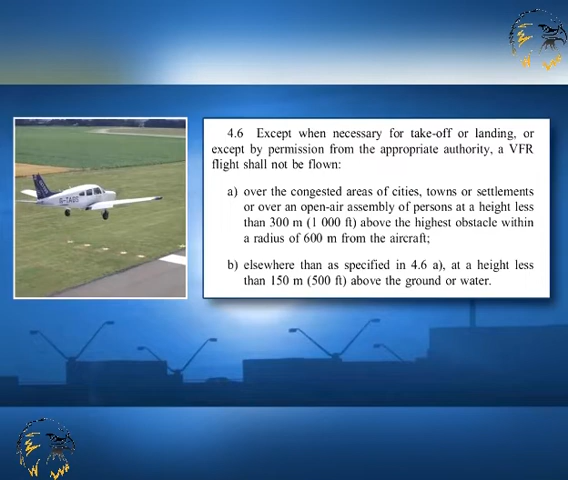 4.6 Except when necessary for take-off or landing, or
except by permission from the appropriate authority, a VFR
flight shall not be flown:
a) over the congested areas of cities, towns or settlements
or over an open-air assembly of persons at a height less
than 300 m (1 000 ft) above the highest obstacle within
a radius of 600 m from the aircraft;
b) elsewhere than as specified in 4.6 a), at a height less
than 150 m (500 ft) above the ground or water.